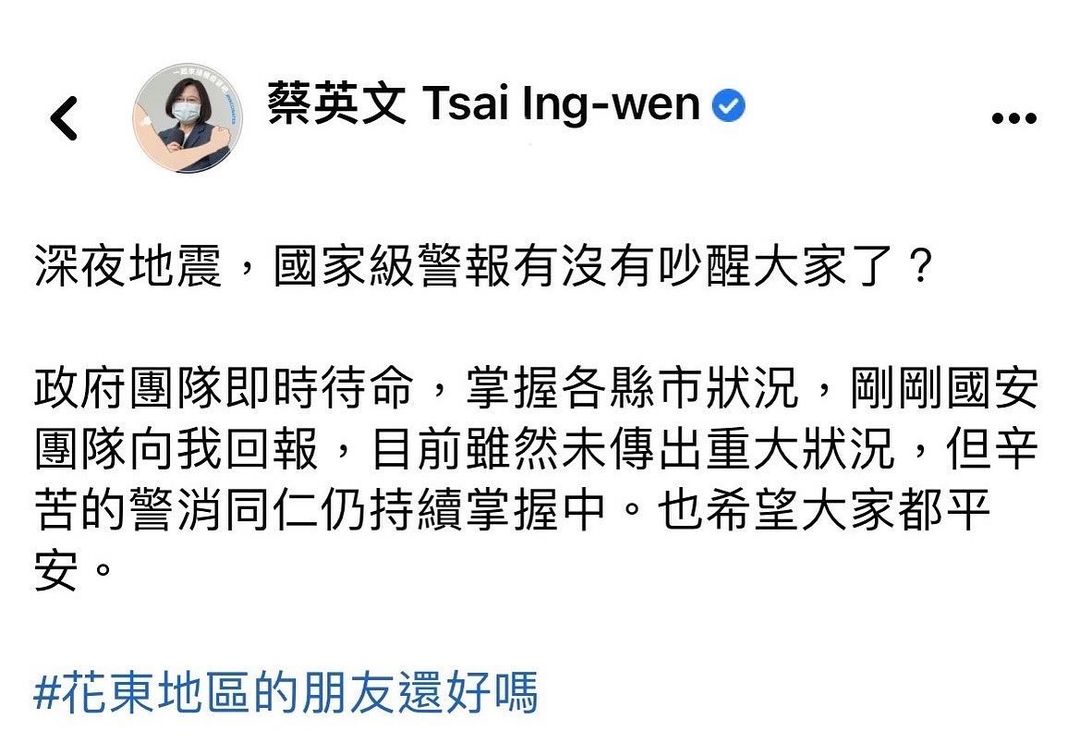 蔡英文 Tsai Ing-wen
深夜地震，國家級警報有沒有吵醒大家了？
政府團隊即時待命，掌握各縣市狀況，剛剛國安
團隊向我回報，目前雖然未傳出重大狀況，但辛
苦的警消同仁仍持續掌握中。也希望大家都平
安。
#花東地區的朋友還好嗎